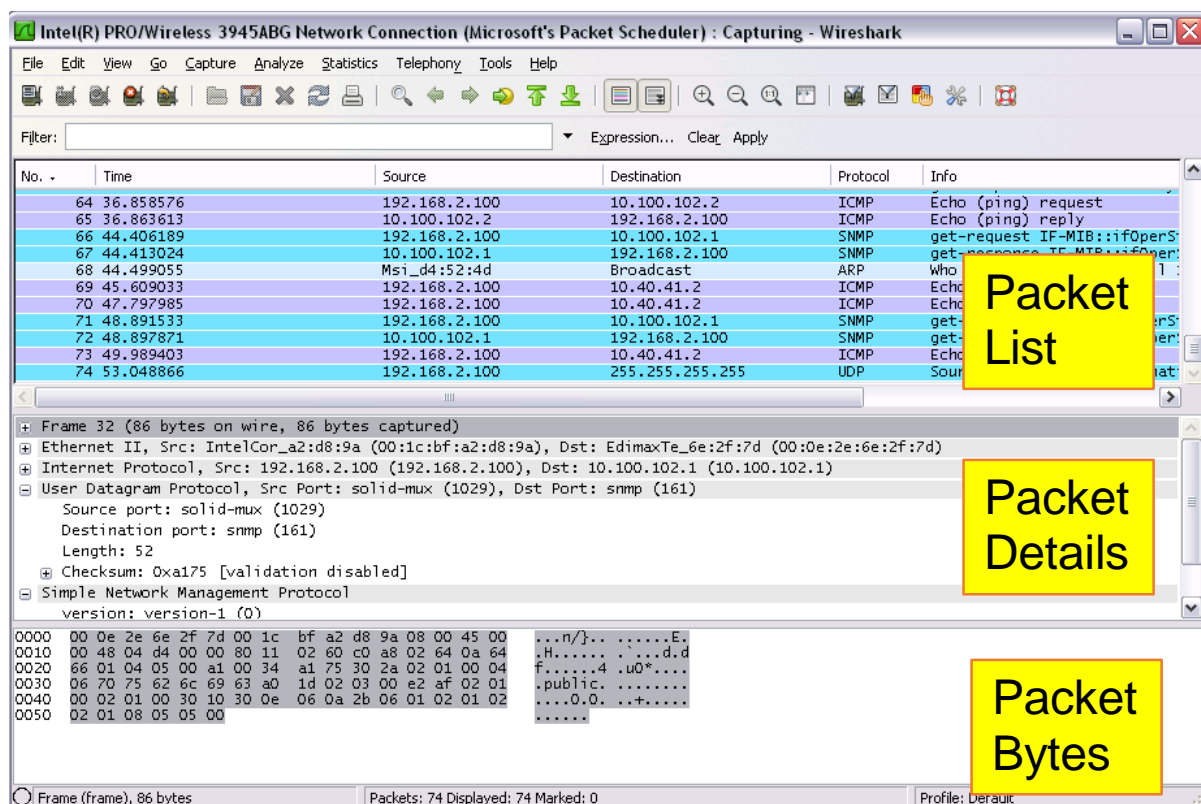 Intel(R) PRO/Wireless 3945ABG Network Connection (Microsoft's Packet Scheduler) : Capturing - Wireshark
File Edit View Go Capture Analyze Statistics Telephony Tools Help
Filter: Expression... Clear Apply
No. Time Source Destination Protocol Info
64 36.858576 192.168.2.100 10.100.102.2 ICMP Echo (ping) request
65 36.863613 10.100.102.2 192.168.2.100 ICMP Echo (ping) reply
66 44.406189 192.168.2.100 10.100.102.1 SNMP get-request IF-MIB::ifOperS
67 44.413024 10.100.102.1 192.168.2.100 SNMP get-response IF-MIB::ifOper
68 44.499055 Msi_d4:52:4d Broadcast ARP Who
69 45.609033 192.168.2.100 10.40.41.2 ICMP Echo
70 47.797985 192.168.2.100 10.40.41.2 ICMP Echo
71 48.891533 192.168.2.100 10.100.102.1 SNMP get-
72 48.897871 10.100.102.1 192.168.2.100 SNMP get-
73 49.989403 192.168.2.100 10.40.41.2 ICMP Echo
74 53.048866 192.168.2.100 255.255.255.255 UDP Sour
Packet
List
Frame 32 (86 bytes on wire, 86 bytes captured)
Ethernet II, Src: IntelCor_a2:d8:9a (00:1c:bf:a2:d8:9a), Dst: EdimaxTe_6e:2f:7d (00:0e:2e:6e:2f:7d)
Internet Protocol, Src: 192.168.2.100 (192.168.2.100), Dst: 10.100.102.1 (10.100.102.1)
User Datagram Protocol, Src Port: solid-mux (1029), Dst Port: snmp (161)
Source port: solid-mux (1029)
Destination port: snmp (161)
Length: 52
Checksum: 0xa175 [validation disabled]
Simple Network Management Protocol
version: version-1 (0)
Packet
Details
0000 00 0e 2e 6e 2f 7d 00 1c bf a2 d8 9a 08 00 45 00 ...n/}.. ......E.
0010 00 48 04 d4 00 00 80 11 02 60 c0 a8 02 64 0a 64 .H...... .`...d.d
0020 66 01 04 05 00 a1 00 34 a1 75 30 2a 02 01 00 04 f......4 .u0*....
0030 06 70 75 62 6c 69 63 a0 1d 02 03 00 e2 af 02 01 .public. ........
0040 00 02 01 00 30 10 30 0e 06 0a 2b 06 01 02 01 02 ....0.0. ..+.....
0050 02 01 08 05 05 00 ......
Packet
Bytes
Frame (frame), 86 bytes Packets: 74 Displayed: 74 Marked: 0 Profile: Default